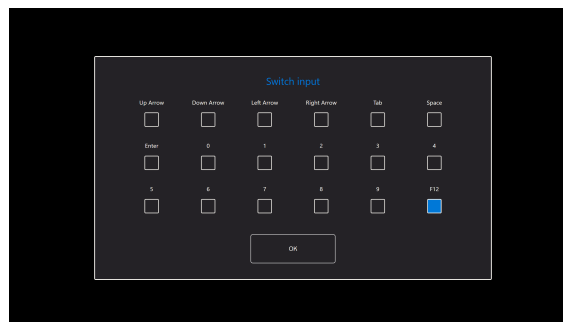 Switch input
Up Arrow Down Arrow Left Arrow Right Arrow Tab Space
Enter 0 1 2 3 4
5 6 7 8 9 F12
OK